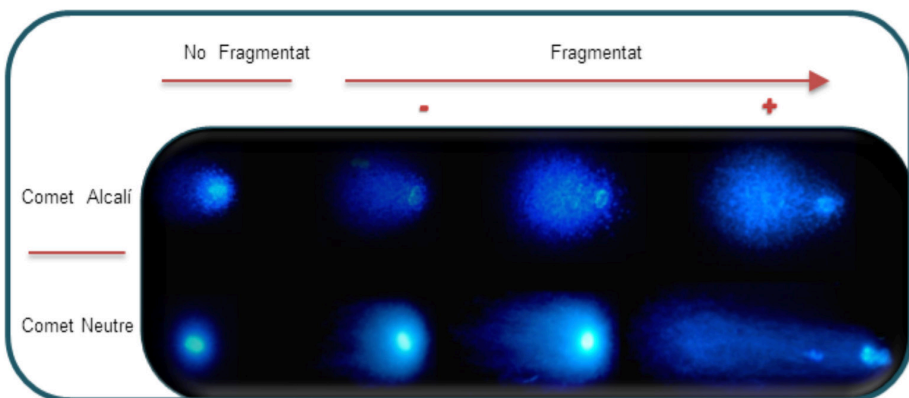 No Fragmentat
Fragmentat
- +
Comet Alcalí
Comet Neutre